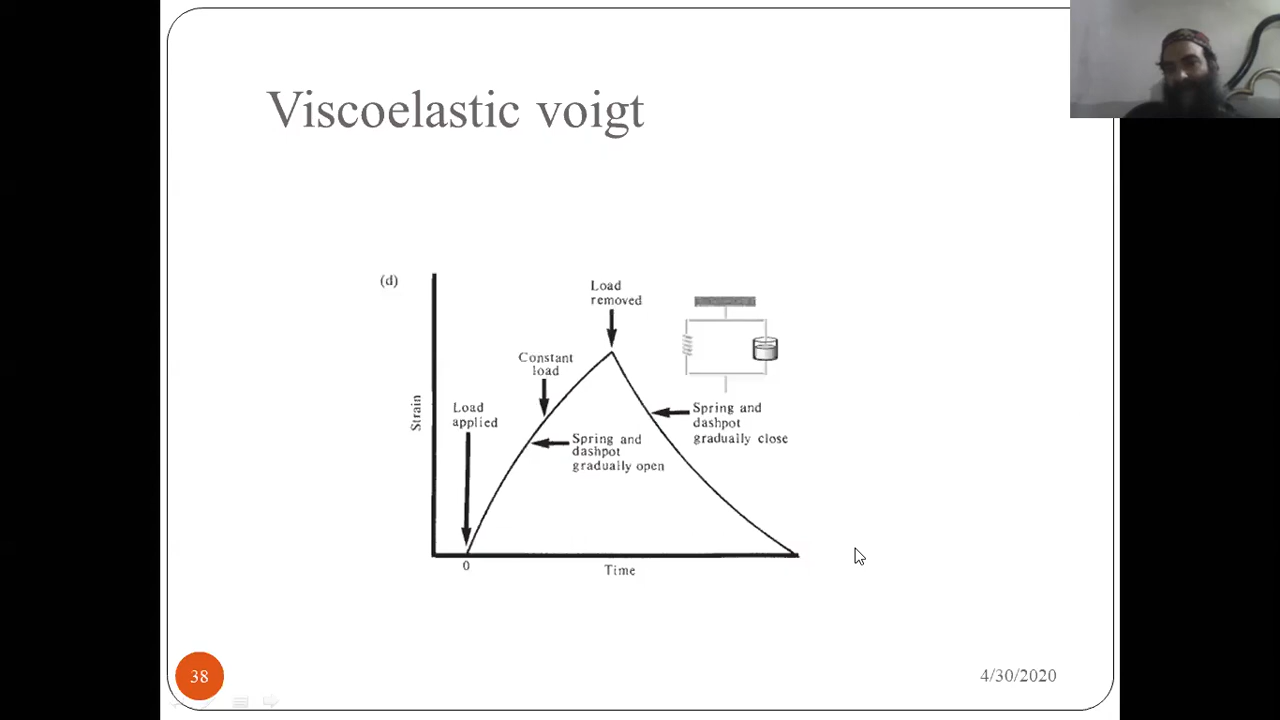 Viscoelastic voigt
(d)
Load
removed
Constant
load
Load
applied
Spring and
dashpot
gradually open
Spring and
dashpot
gradually close
Strain
0
Time
38
4/30/2020